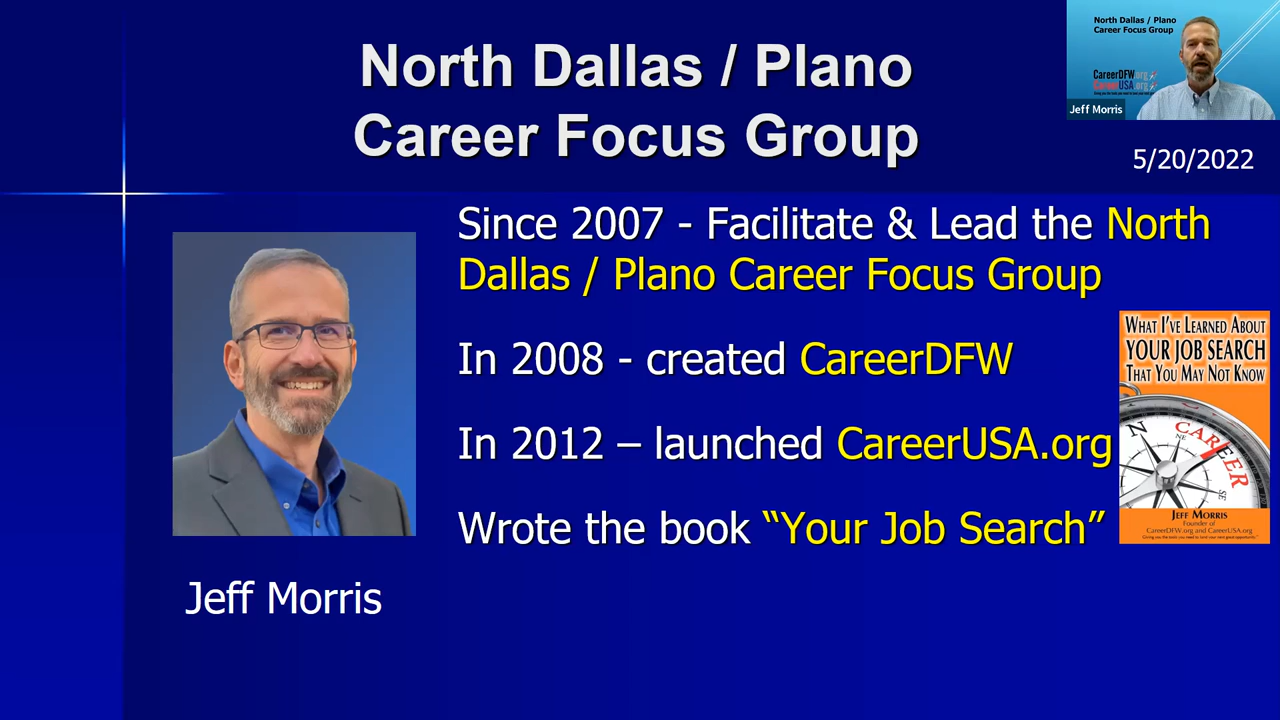 North Dallas / Plano
Career Focus Group
North Dallas / Plano
Career Focus Group
CareerDFW.org
CareerUSA.org
Jeff Morris
5/20/2022
Since 2007 - Facilitate & Lead the North
Dallas / Plano Career Focus Group
In 2008 - created CareerDFW
In 2012 – launched CareerUSA.org
Wrote the book “Your Job Search”
WHAT I'VE LEARNED ABOUT
YOUR JOB SEARCH
THAT YOU MAY NOT KNOW
N
NE
CAREER
SE
JEFF MORRIS
Founder of
CareerDFW.org and CareerUSA.org
Jeff Morris